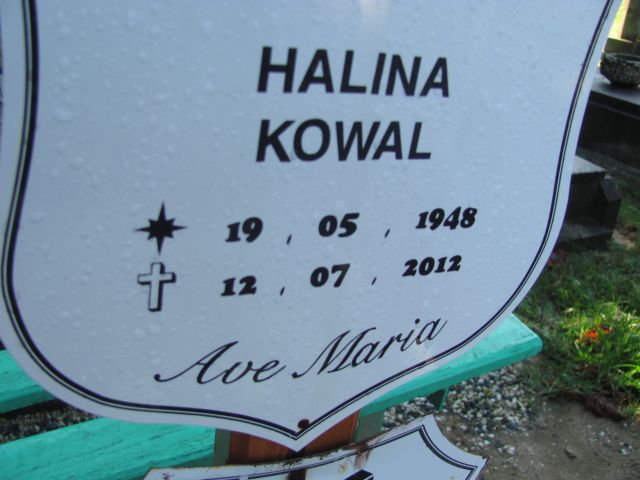 HALINA
KOWAL
19 , 05 , 1948
12 , 07 , 2012
Ave Maria